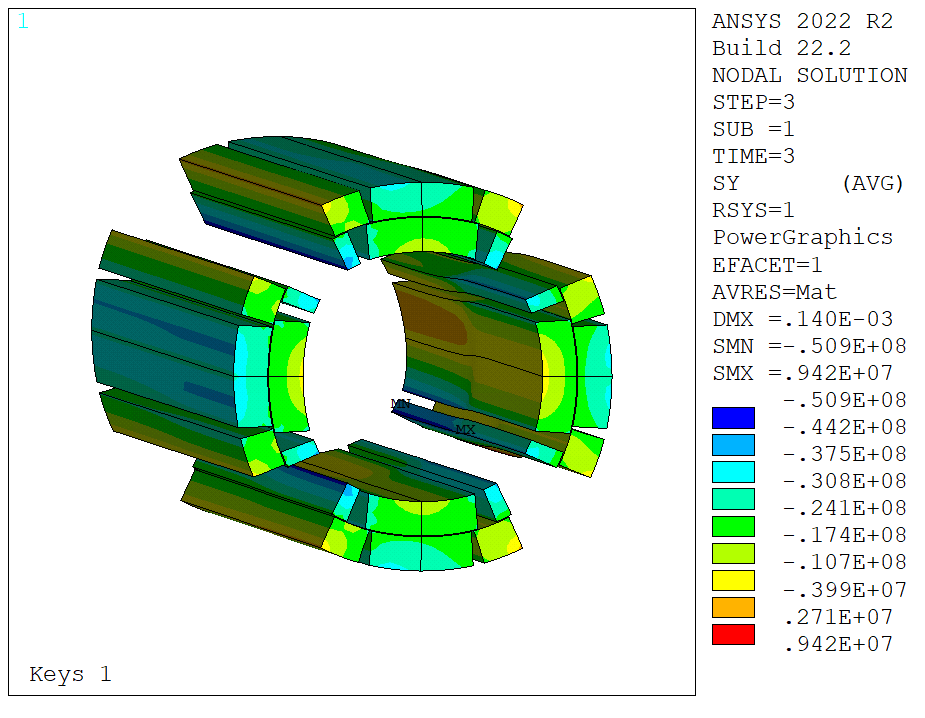 1
ANSYS 2022 R2
Build 22.2
NODAL SOLUTION
STEP=3
SUB =1
TIME=3
SY (AVG)
RSYS=1
PowerGraphics
EFACET=1
AVRES=Mat
DMX =.140E-03
SMN =-.509E+08
SMX =.942E+07
-.509E+08
-.442E+08
-.375E+08
-.308E+08
-.241E+08
-.174E+08
-.107E+08
-.399E+07
.271E+07
.942E+07
MN
MX
Keys 1